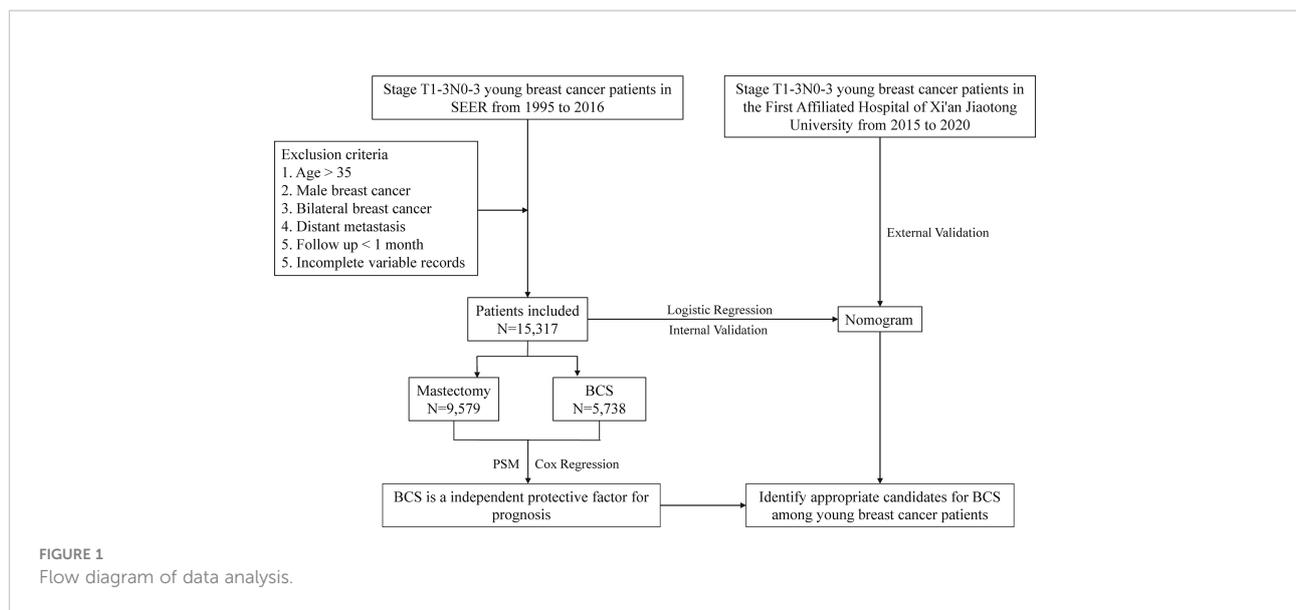 Stage T1-3N0-3 young breast cancer patients in
SEER from 1995 to 2016
Stage T1-3N0-3 young breast cancer patients in
the First Affiliated Hospital of Xi'an Jiaotong
University from 2015 to 2020
Exclusion criteria
1. Age > 35
2. Male breast cancer
3. Bilateral breast cancer
4. Distant metastasis
5. Follow up < 1 month
5. Incomplete variable records
External Validation
Patients included
N=15,317
Logistic Regression
Internal Validation
Nomogram
Mastectomy
N=9,579
BCS
N=5,738
PSM
Cox Regression
BCS is a independent protective factor for
prognosis
Identify appropriate candidates for BCS
among young breast cancer patients
FIGURE 1
Flow diagram of data analysis.